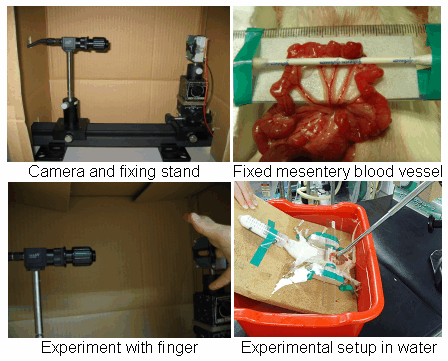 Camera and fixing stand
Fixed mesentery blood vessel
Experiment with finger
Experimental setup in water